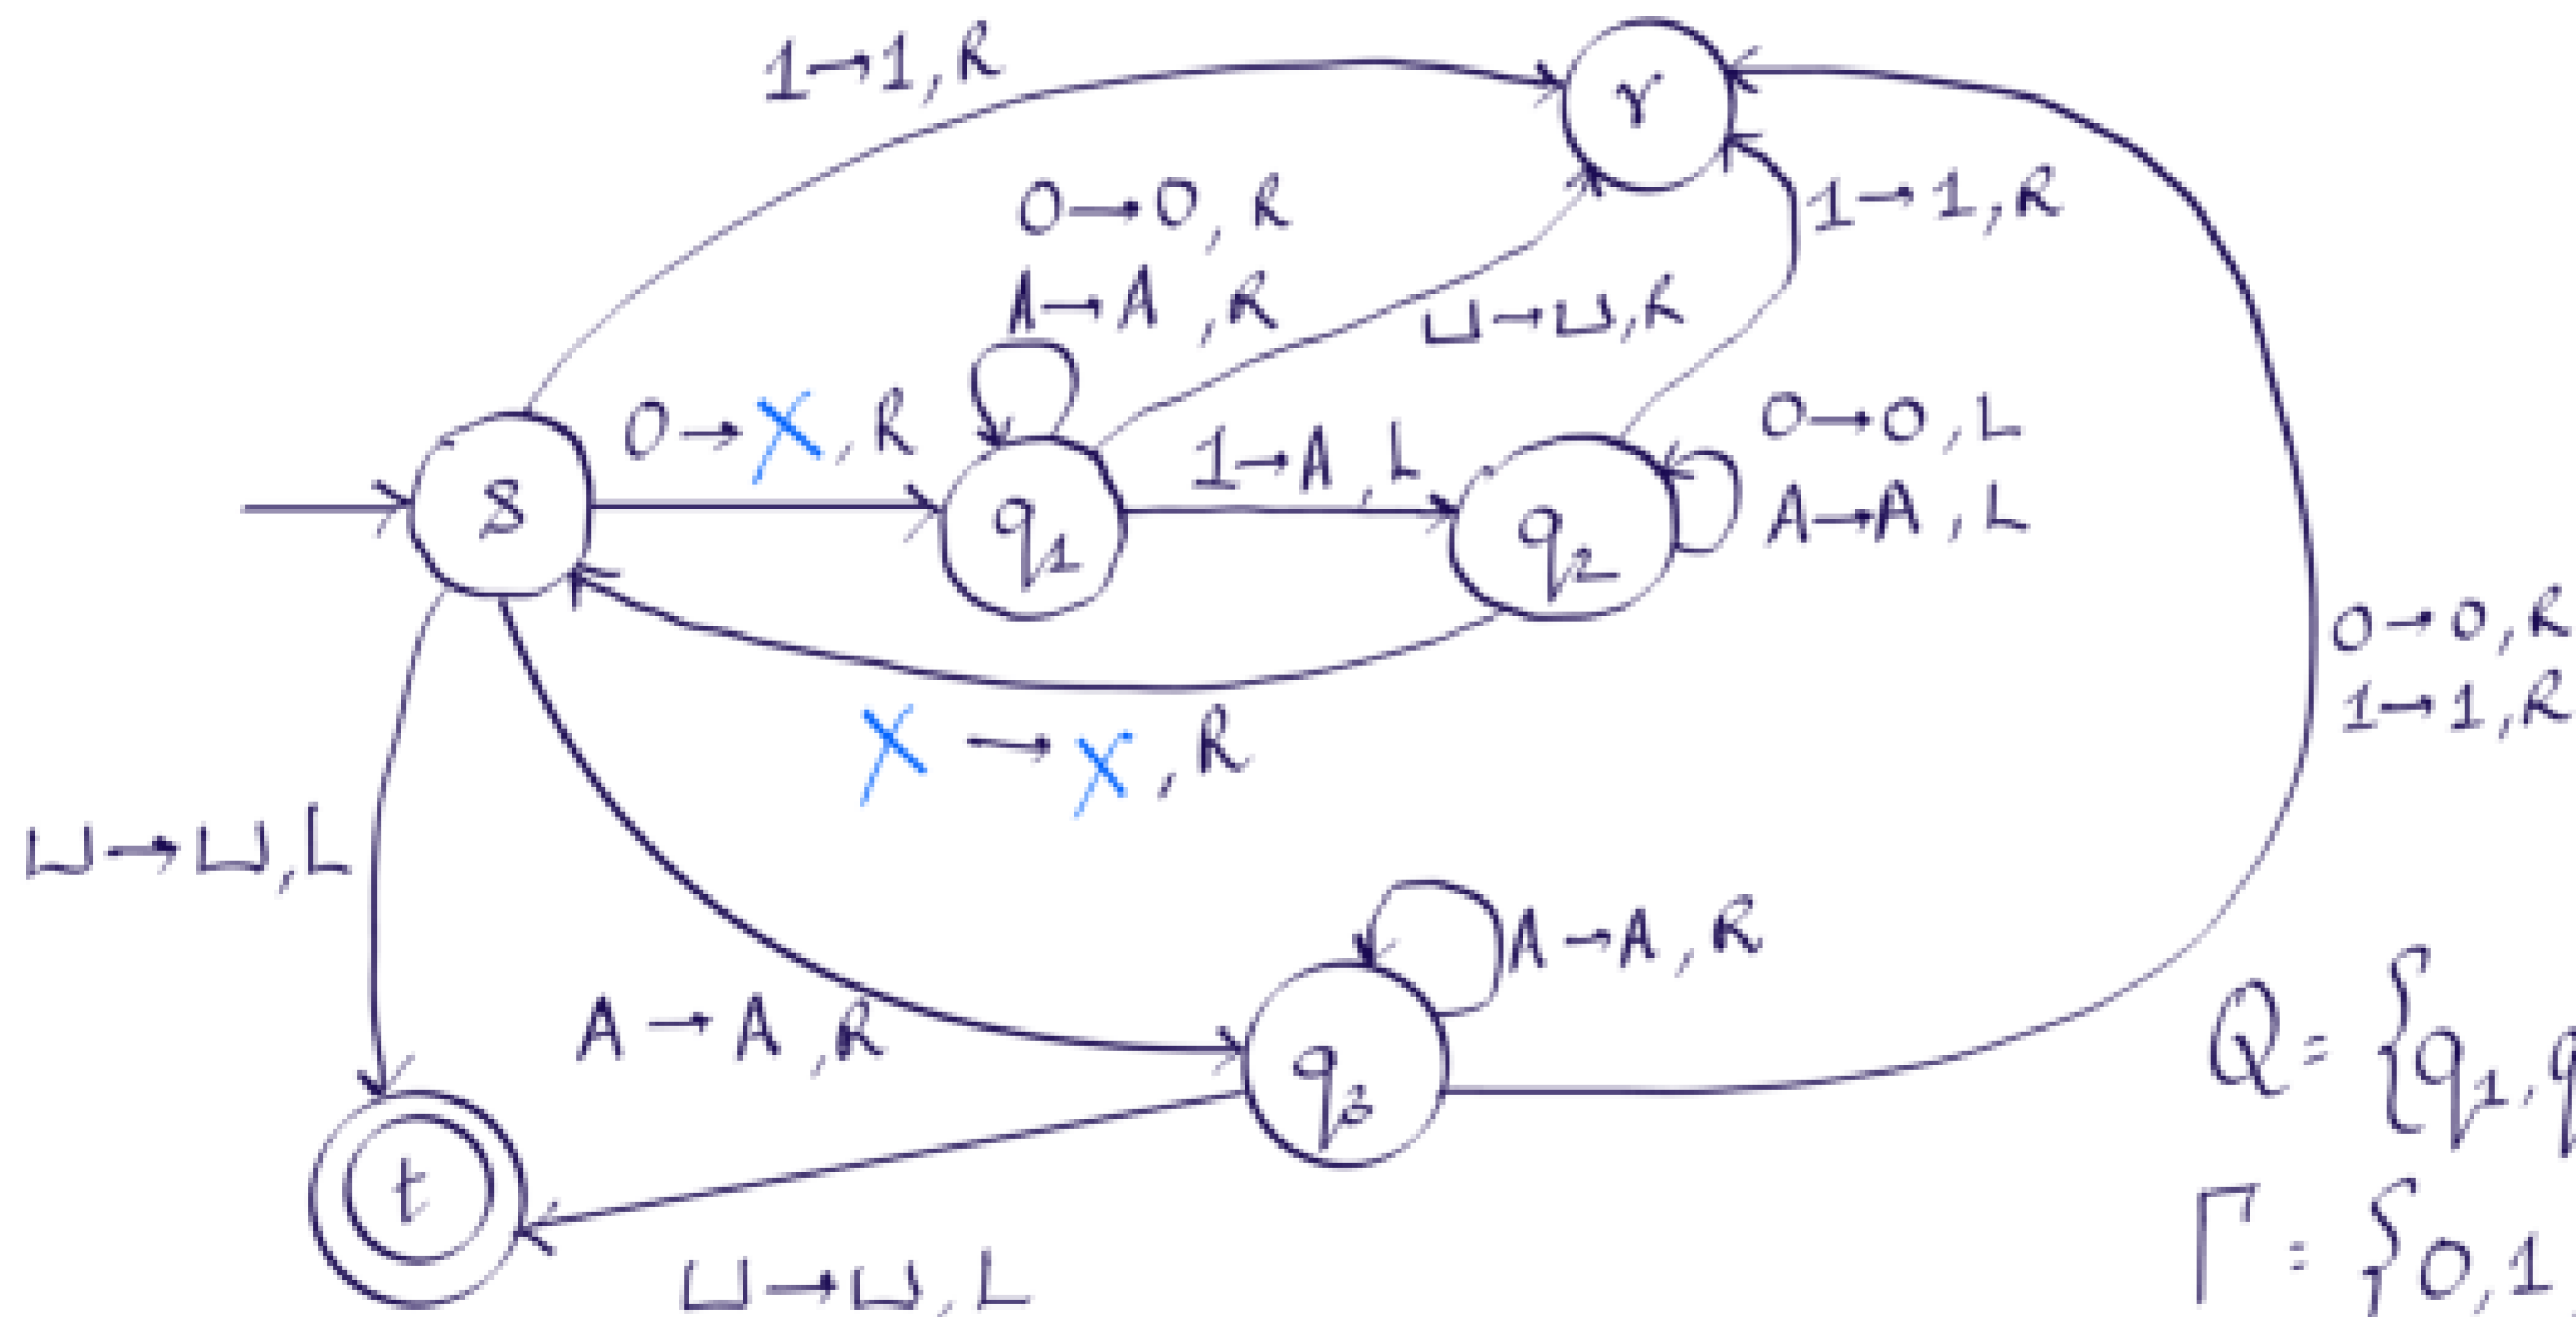 1→1, R
r
0→0, R
1→1, R
A→A, R
⊔→⊔, R
0→X, R
1→A, L
0→0, L
A→A, L
s
q1
q2
0→0, R
1→1, R
X→X, R
⊔→⊔, L
A→A, R
A→A, R
q3
Q = {q1,
t
Γ = {0, 1
⊔→⊔, L